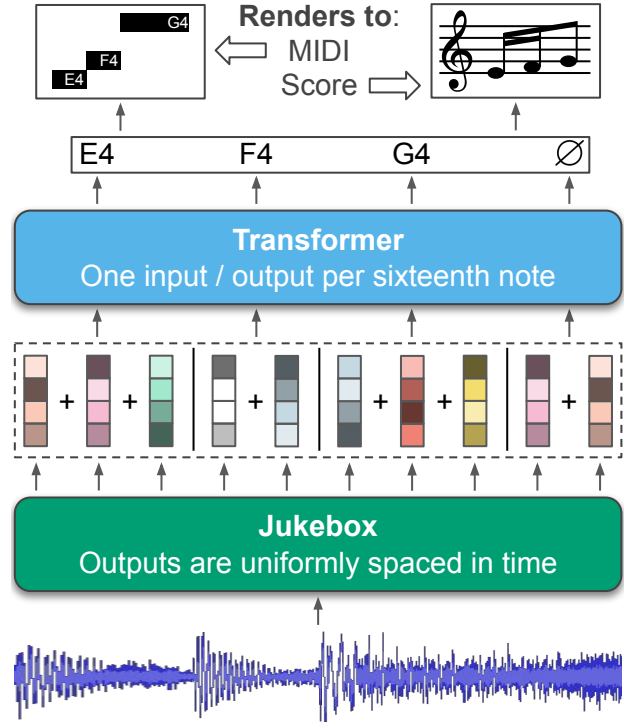 Renders to:
MIDI
Score
G4
F4
E4
E4 F4 G4 ∅
Transformer
One input / output per sixteenth note
+ + + + + +
Jukebox
Outputs are uniformly spaced in time